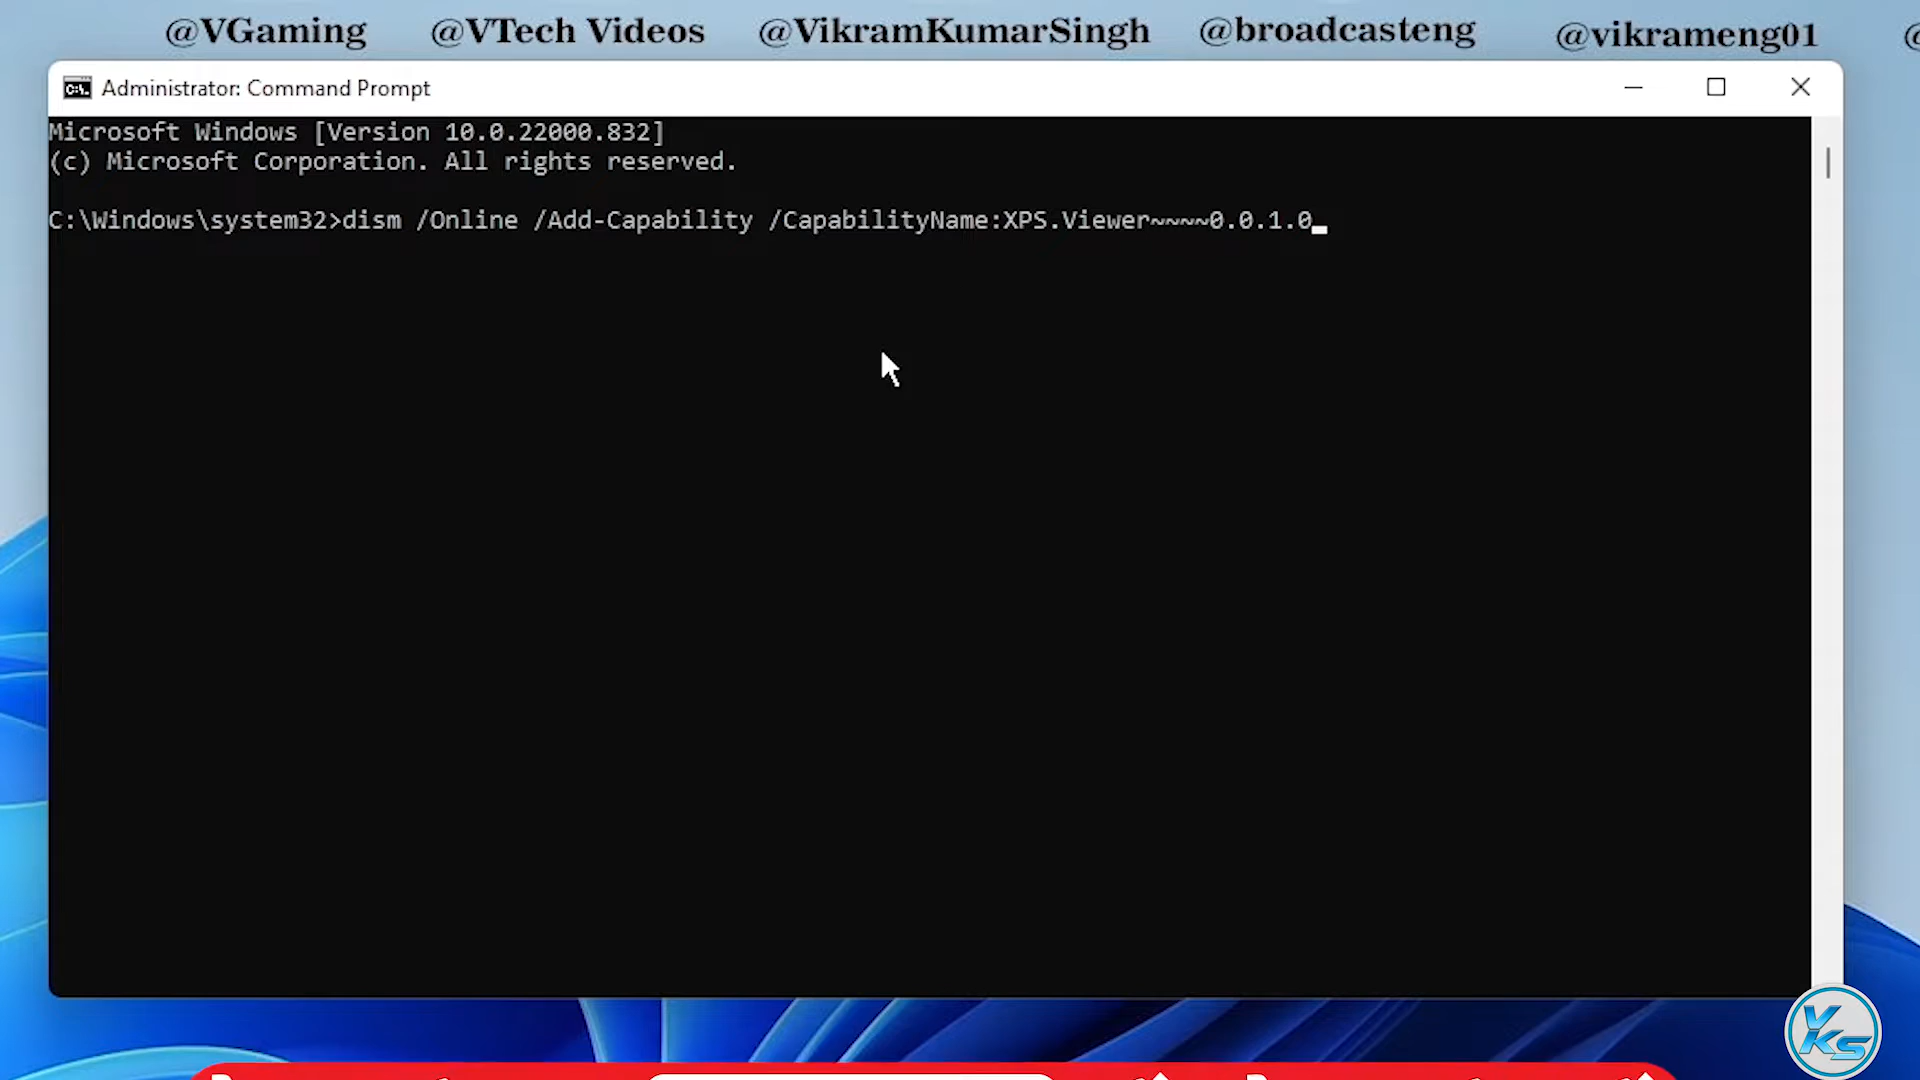 @VGaming @VTech Videos @VikramKumarSingh @broadcasteng @vikrameng01
Administrator: Command Prompt
Microsoft Windows [Version 10.0.22000.832]
(c) Microsoft Corporation. All rights reserved.
C:\Windows\system32>dism /Online /Add-Capability /CapabilityName:XPS.Viewer~~~~0.0.1.0
VKS